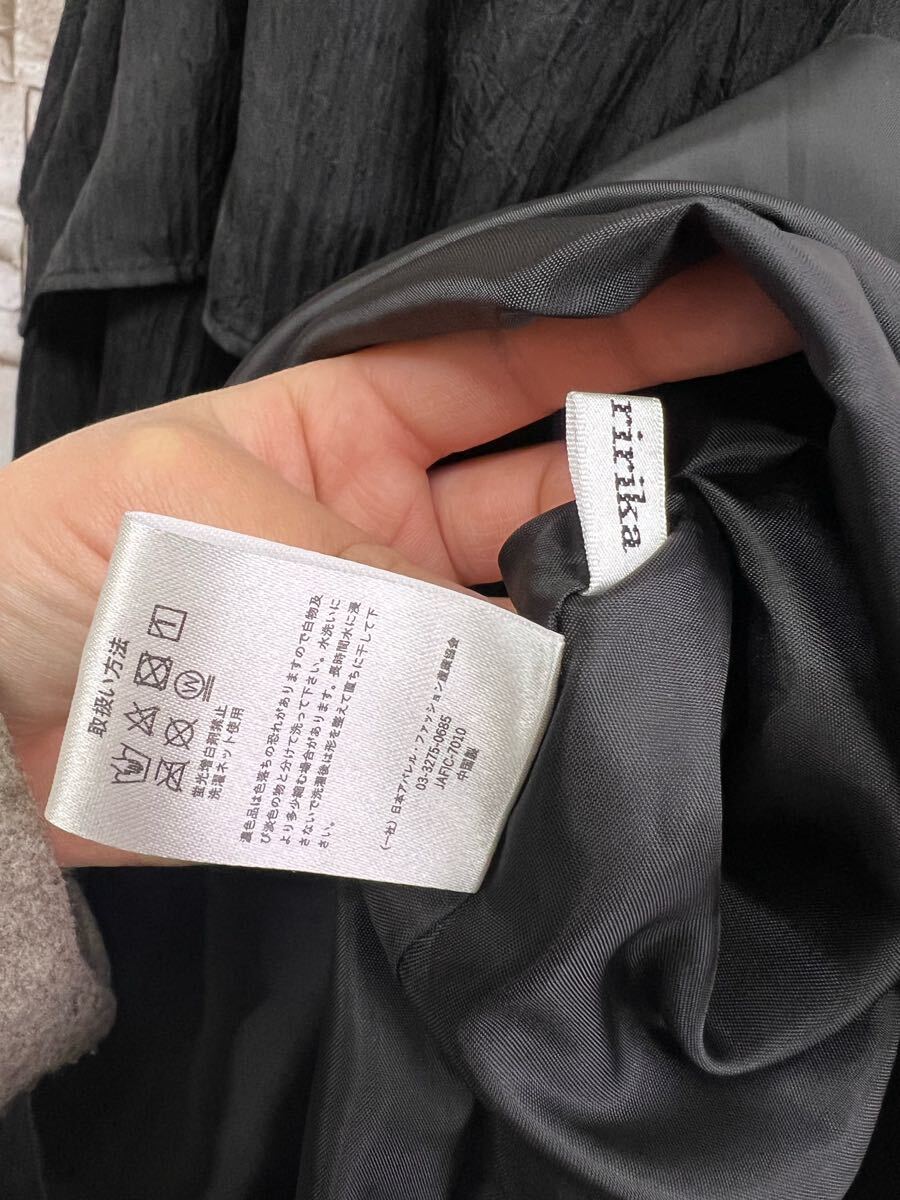 ririka
取扱い方法
蛍光増白剤禁止
洗濯ネット使用
濃色品は色落ちの恐れがありますので白物及
び淡色の物と分けて洗って下さい。水洗いに
より多少縮む場合があります。長時間水に浸
さないで洗濯後は形を整えて直ちに干して下
さい。
(一社)日本アパレル・ファッション産業協会
03-3275-0685
JAFIC-7010
中国製